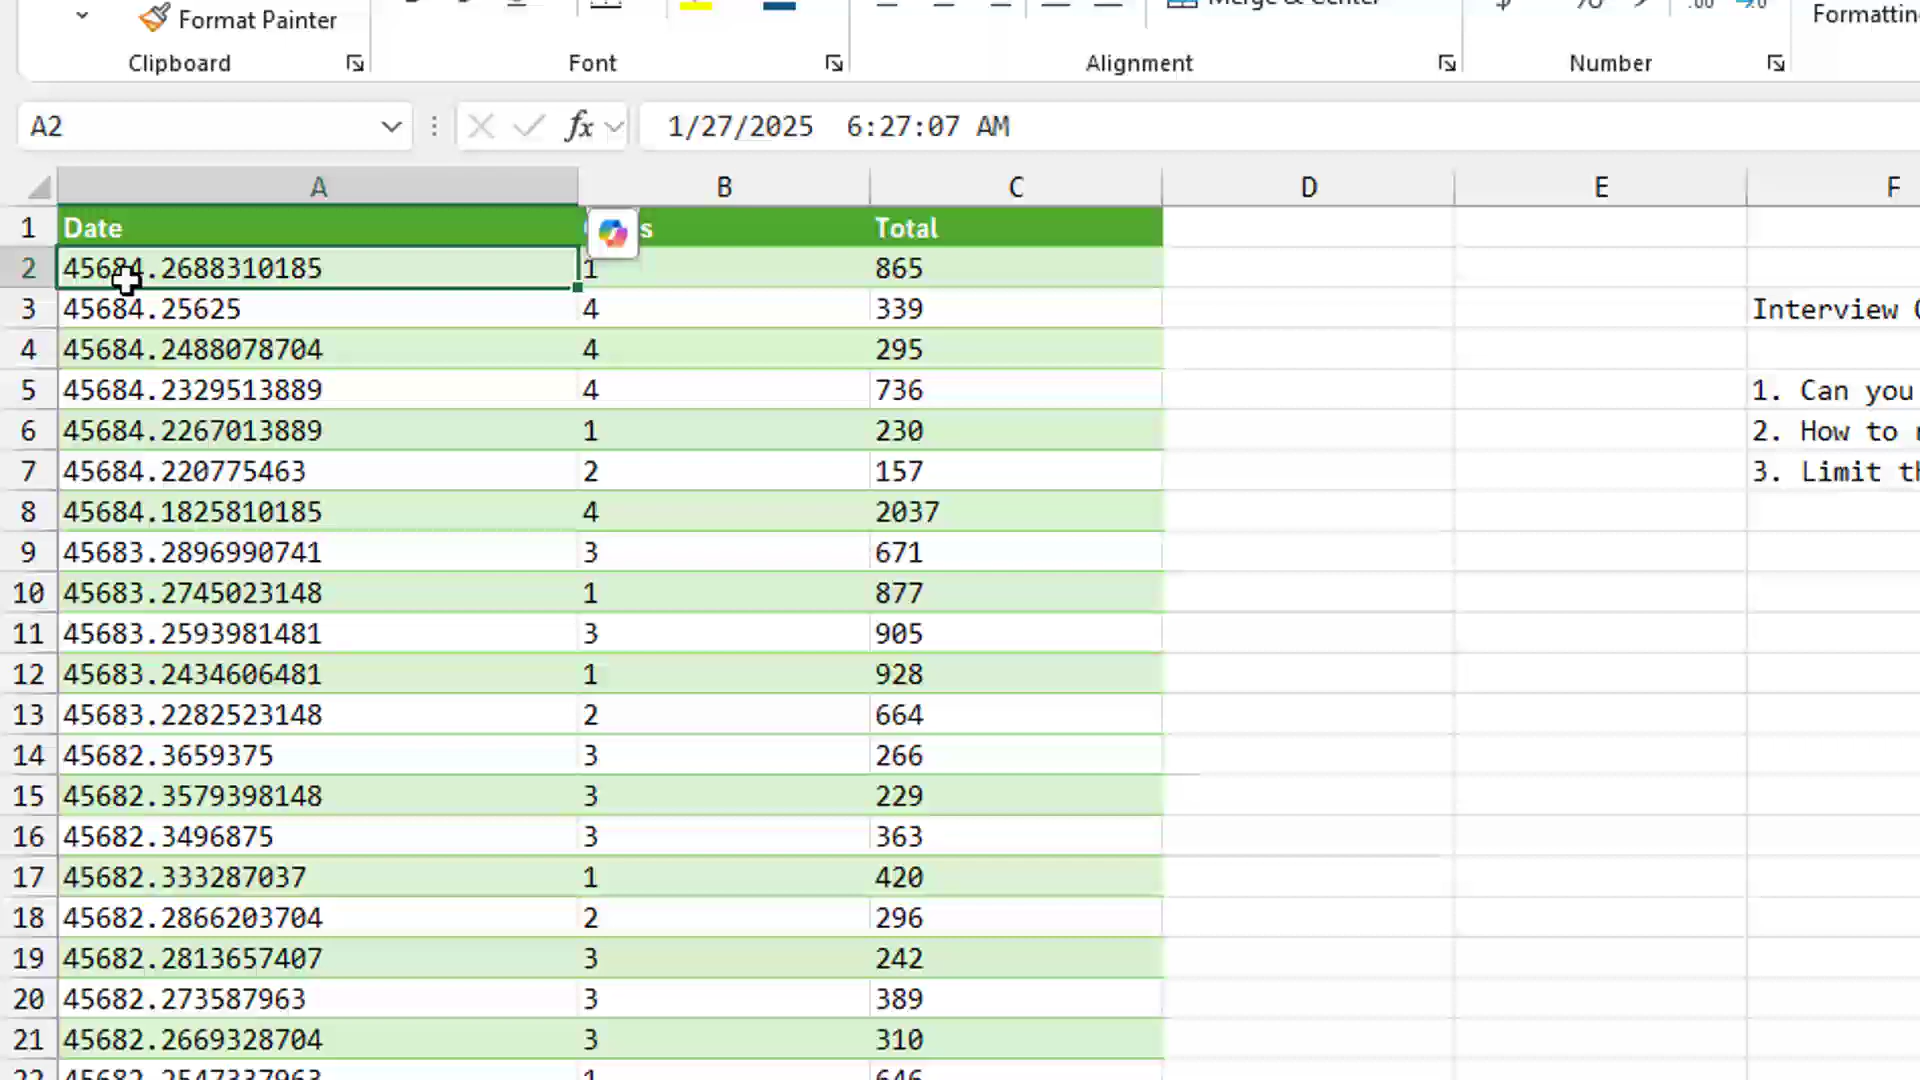 Format Painter
Clipboard Font Alignment Number Formattin
A2 fx 1/27/2025 6:27:07 AM
A B C D E F
1 Date s Total
2 45684.2688310185 1 865
3 45684.25625 4 339 Interview
4 45684.2488078704 4 295
5 45684.2329513889 4 736 1. Can you
6 45684.2267013889 1 230 2. How to
7 45684.220775463 2 157 3. Limit th
8 45684.1825810185 4 2037
9 45683.2896990741 3 671
10 45683.2745023148 1 877
11 45683.2593981481 3 905
12 45683.2434606481 1 928
13 45683.2282523148 2 664
14 45682.3659375 3 266
15 45682.3579398148 3 229
16 45682.3496875 3 363
17 45682.333287037 1 420
18 45682.2866203704 2 296
19 45682.2813657407 3 242
20 45682.273587963 3 389
21 45682.2669328704 3 310
22 45682.2547337963 1 646